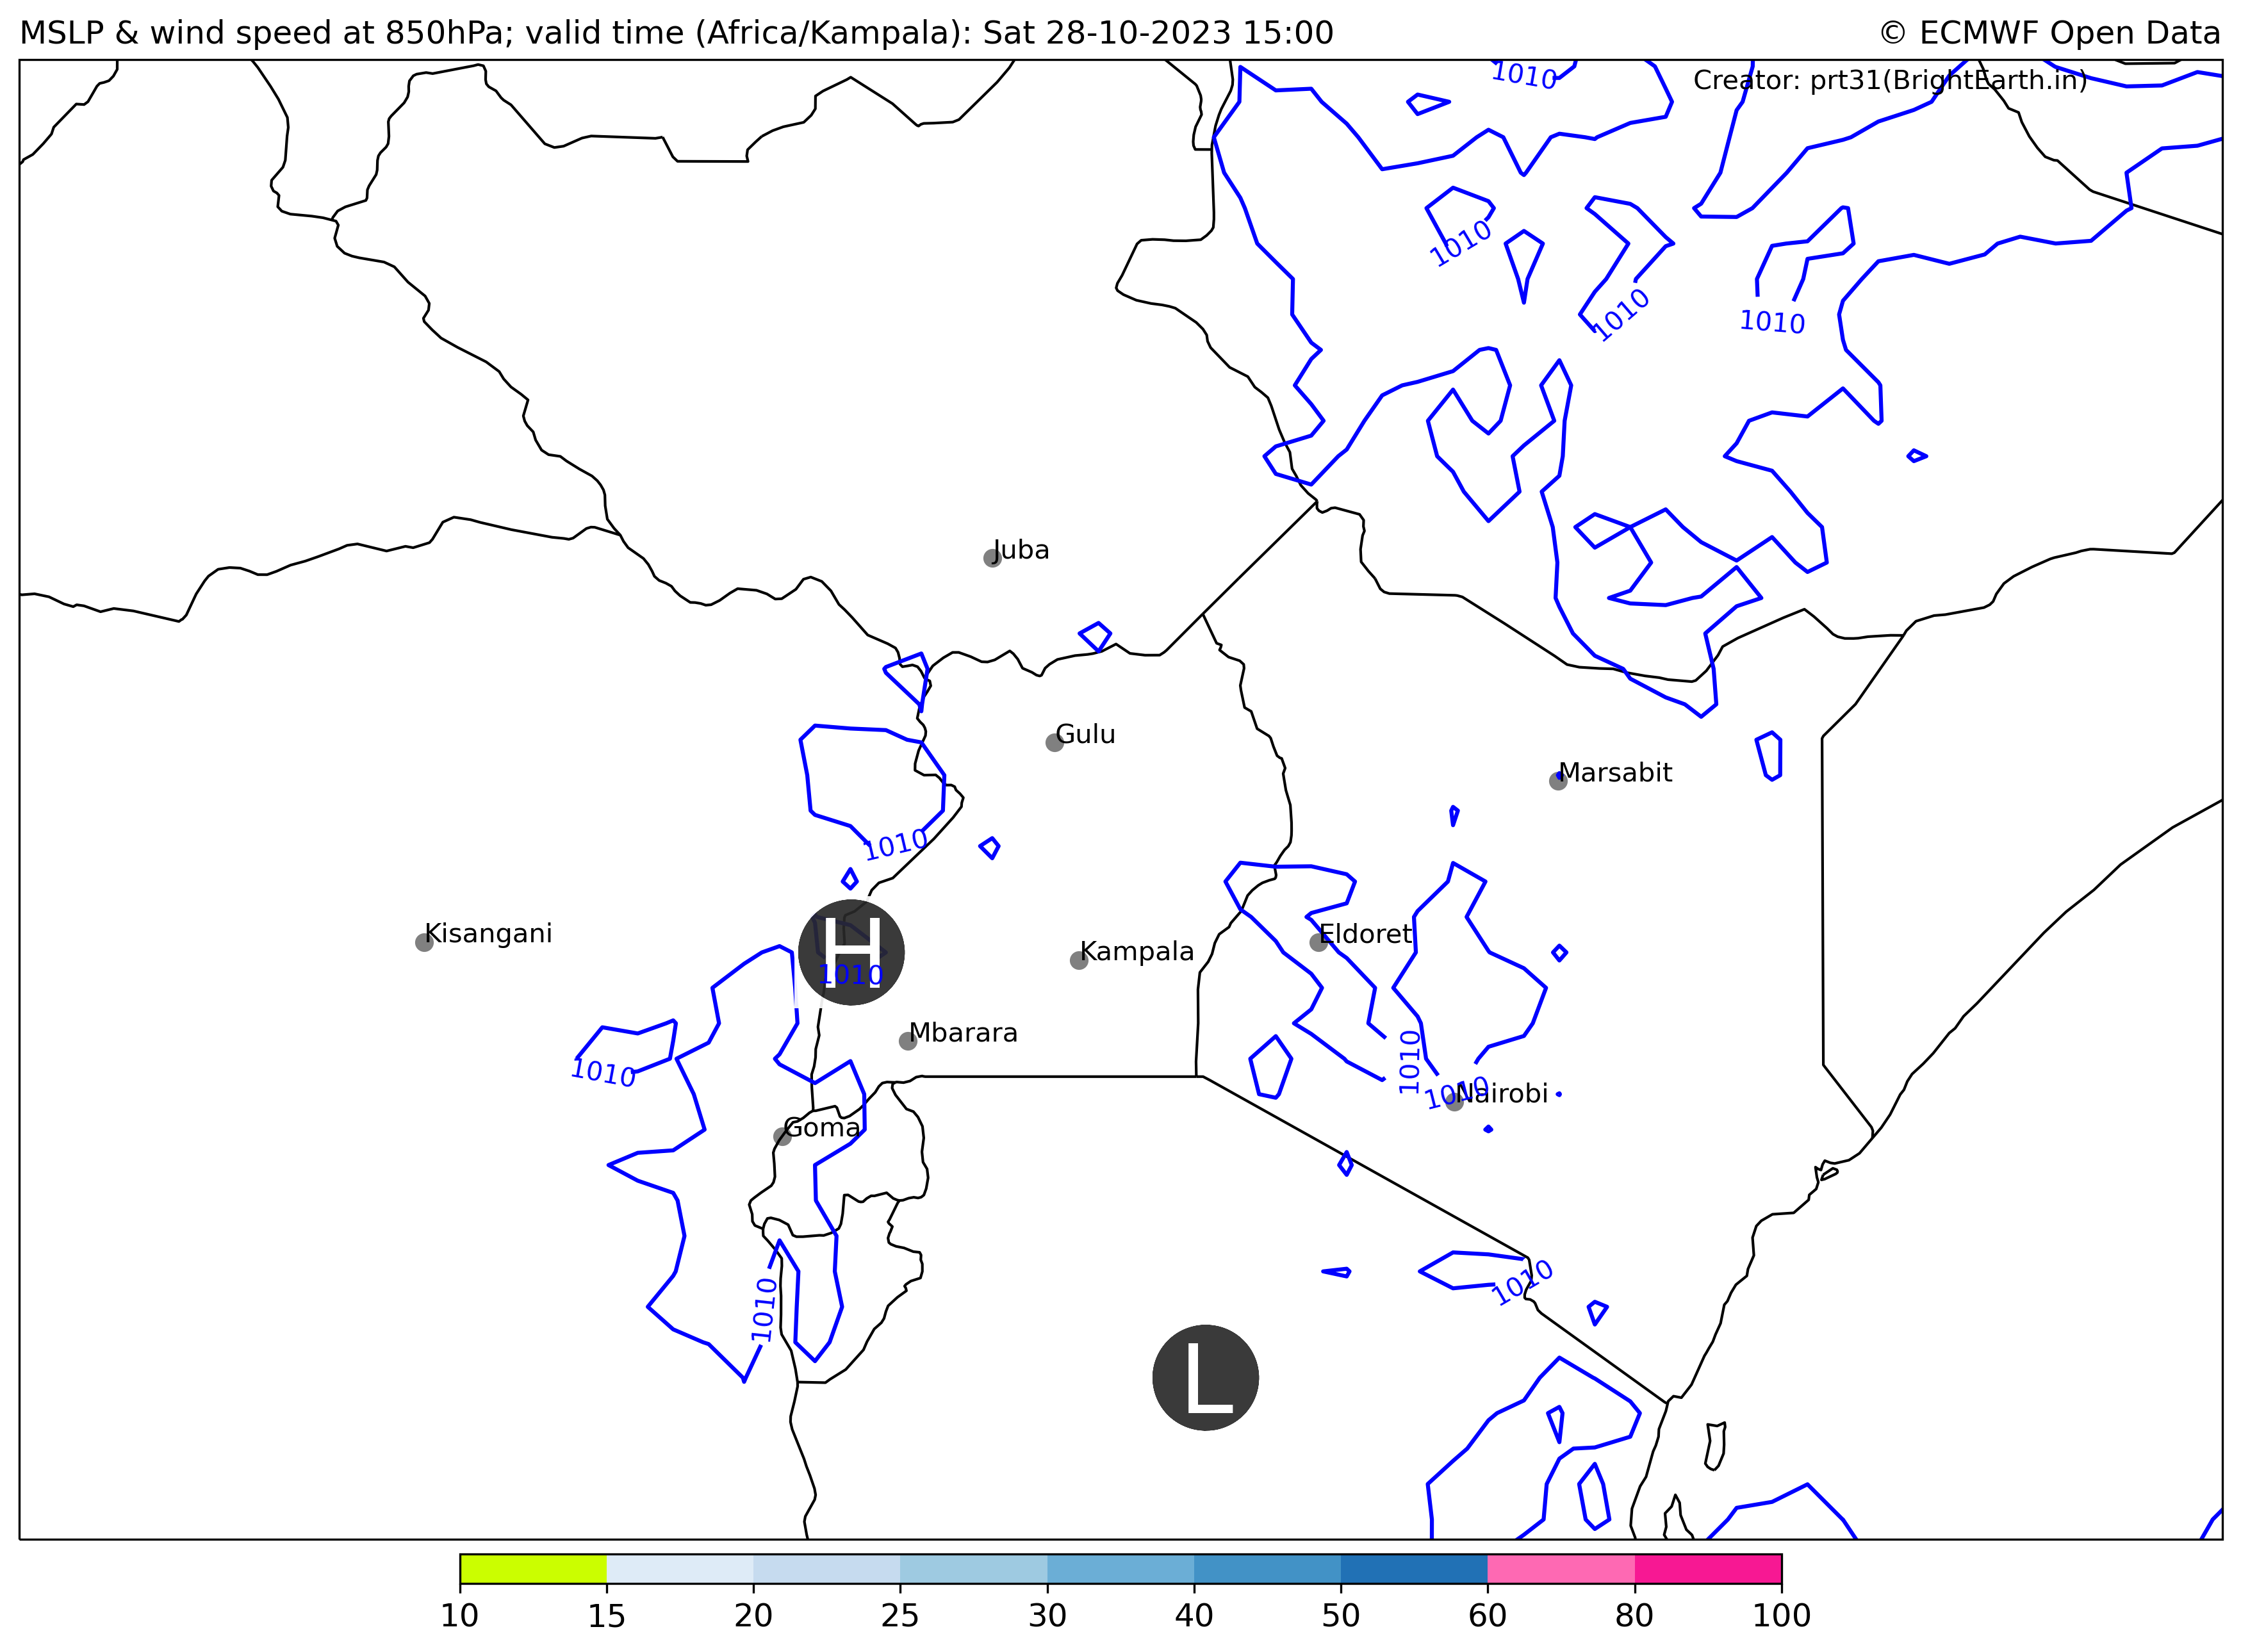 MSLP & wind speed at 850hPa; valid time (Africa/Kampala): Sat 28-10-2023 15:00
© ECMWF Open Data
1010
Creator: prt31(BrightEarth.in)
1010
1010
1010
Juba
Gulu
Marsabit
1010
Kisangani
H
1010
Kampala
Eldoret
Mbarara
1010
1010
1010
Nairobi
Goma
1010
1010
L
10 15 20 25 30 40 50 60 80 100